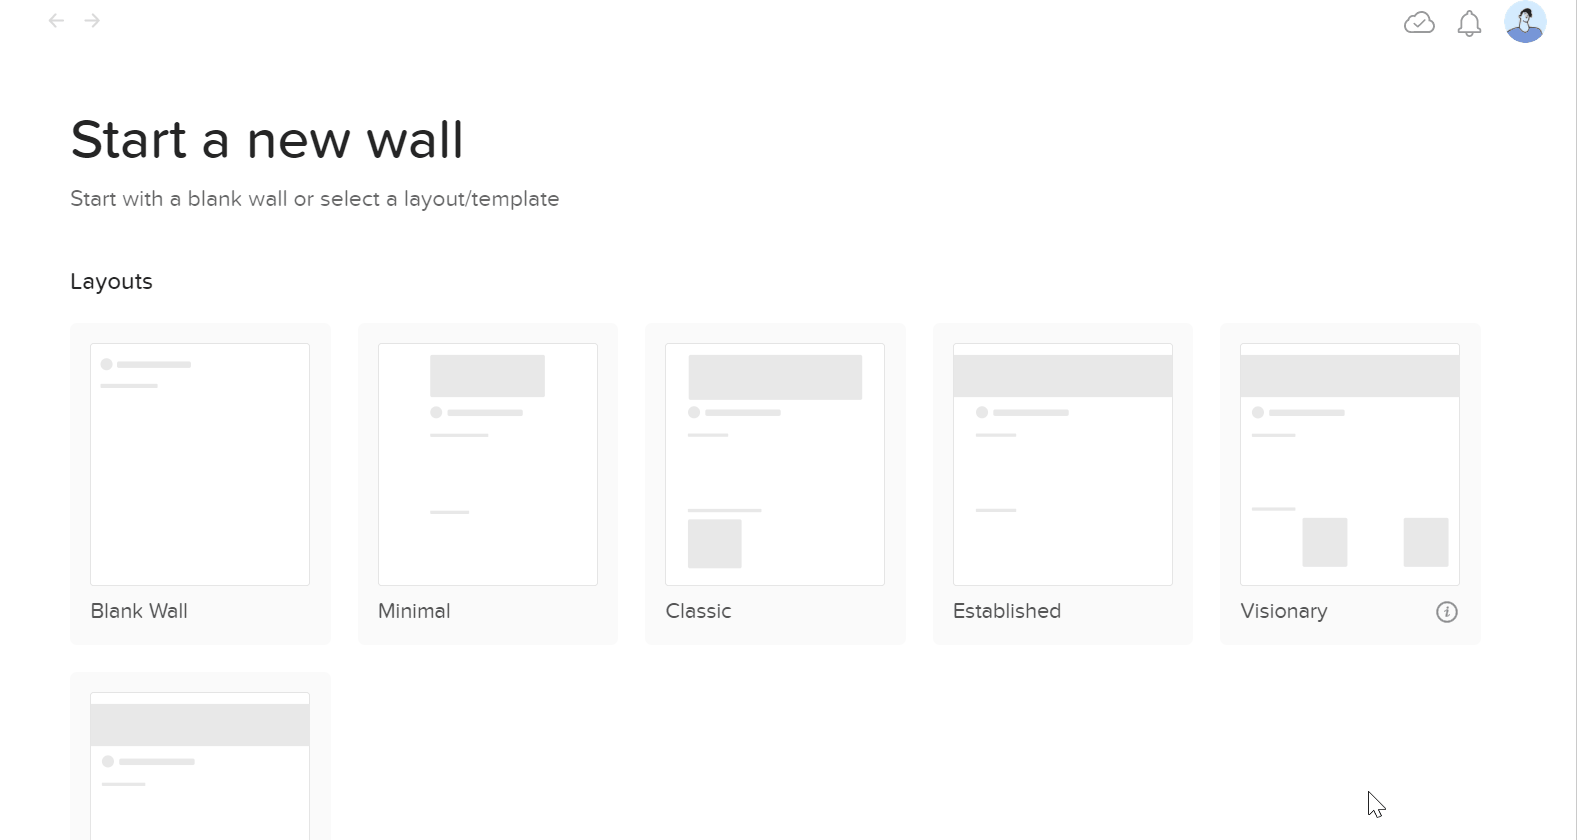 Start a new wall
Start with a blank wall or select a layout/template
Layouts
Blank Wall
Minimal
Classic
Established
Visionary